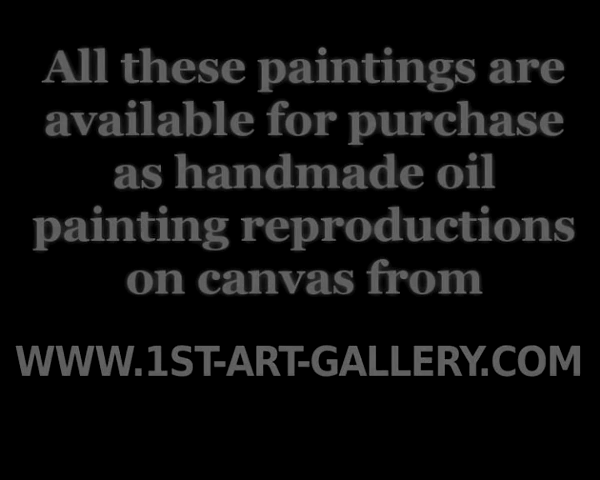 All these paintings are
available for purchase
as handmade oil
painting reproductions
on canvas from
WWW.1ST-ART-GALLERY.COM